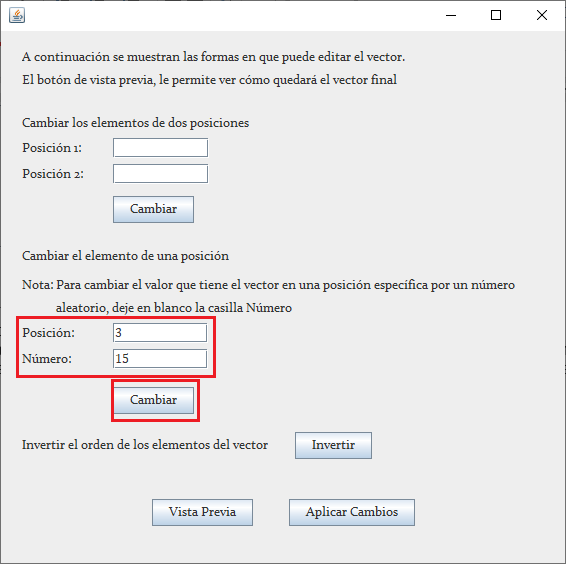 A continuación se muestran las formas en que puede editar el vector.
El botón de vista previa, le permite ver cómo quedará el vector final
Cambiar los elementos de dos posiciones
Posición 1:
Posición 2:
Cambiar
Cambiar el elemento de una posición
Nota: Para cambiar el valor que tiene el vector en una posición específica por un número
aleatorio, deje en blanco la casilla Número
Posición: 3
Número: 15
Cambiar
Invertir el orden de los elementos del vector Invertir
Vista Previa Aplicar Cambios